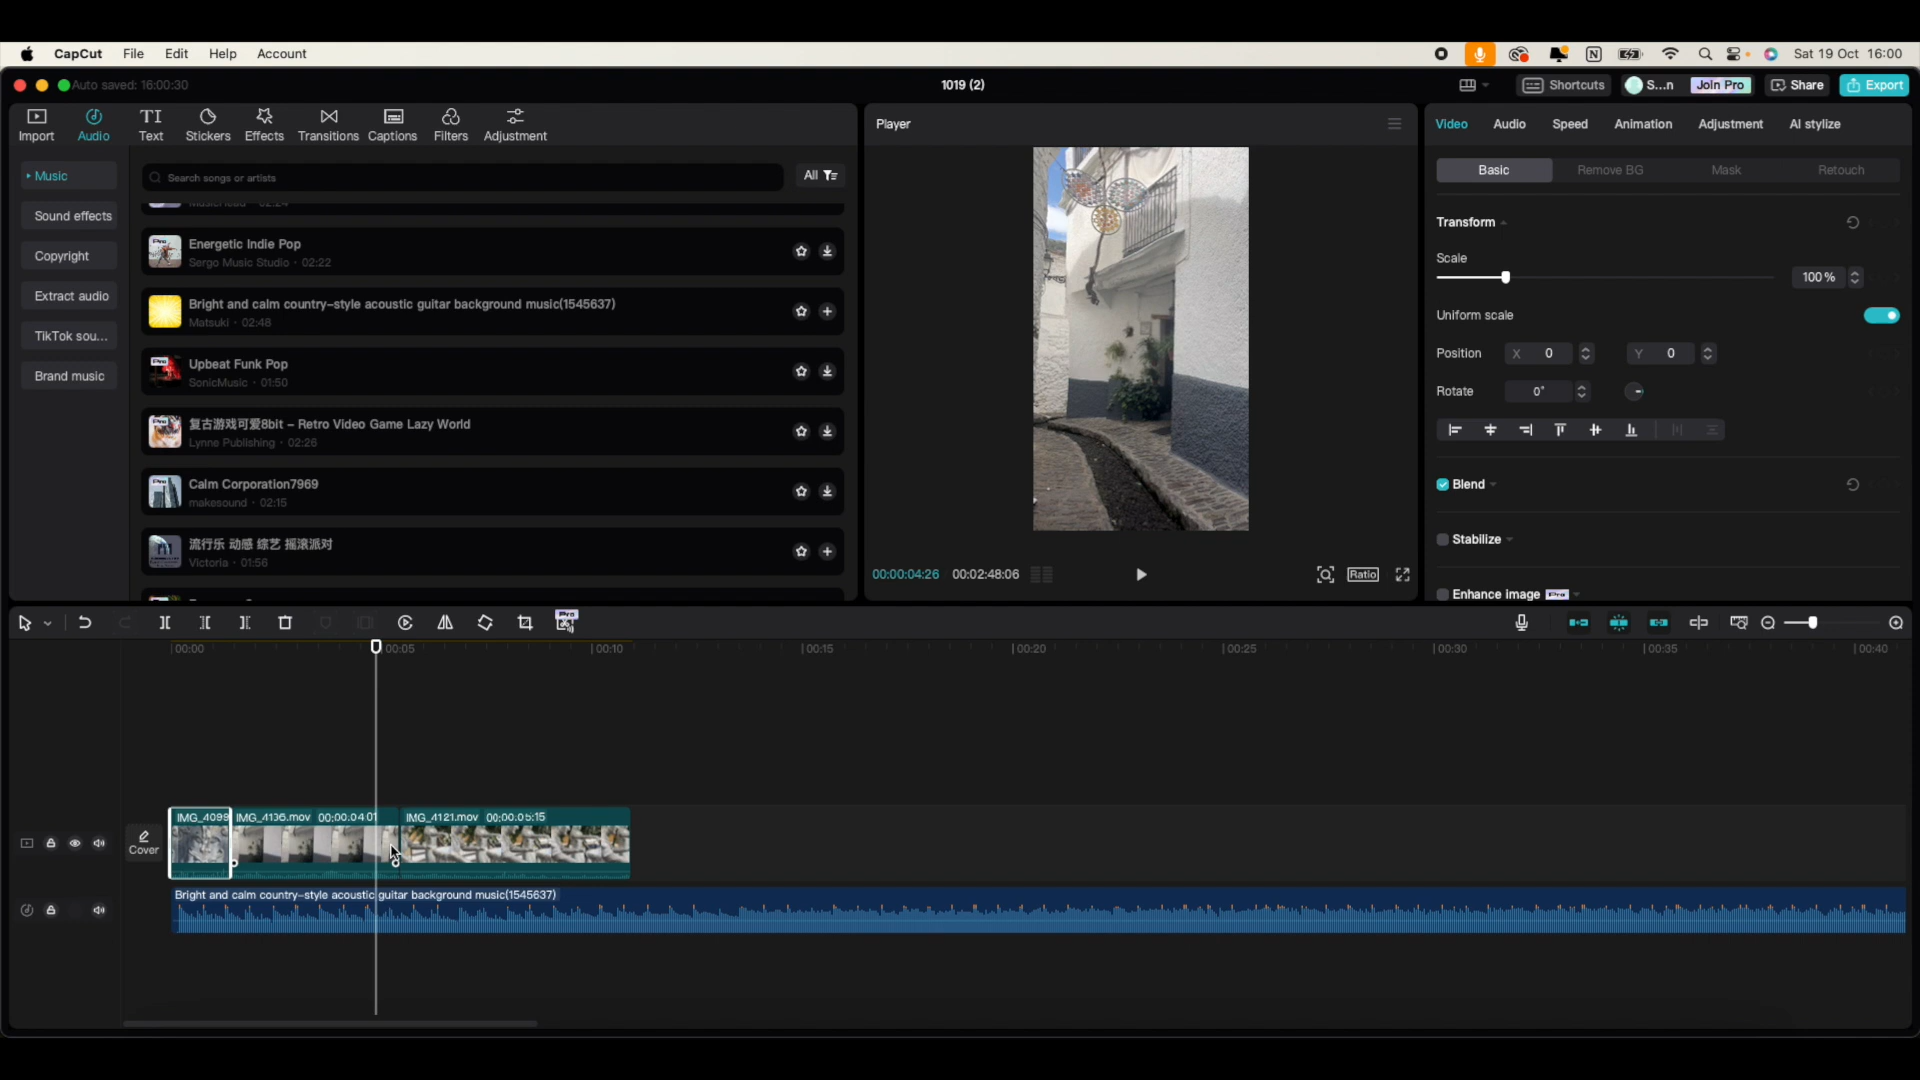 CapCut File Edit Help Account
Sat 19 Oct 16:00
Auto saved: 16:00:30
1019 (2)
Shortcuts
S...n
Join Pro
Share
Export
Import
Audio
Text
Stickers
Effects
Transitions
Captions
Filters
Adjustment
Music
Sound effects
Copyright
Extract audio
TikTok sou...
Brand music
Search songs or artists
All
Energetic Indie Pop
Sergo Music Studio · 02:22
Bright and calm country-style acoustic guitar background music(1545637)
Matsuki · 02:48
Upbeat Funk Pop
SonicMusic · 01:50
复古游戏可爱8bit – Retro Video Game Lazy World
Lynne Publishing · 02:26
Calm Corporation7969
makesound · 02:15
流行乐 动感 综艺 摇滚派对
Victoria · 01:56
Player
00:00:04:26 00:02:48:06
Ratio
Video Audio Speed Animation Adjustment AI stylize
Basic Remove BG Mask Retouch
Transform
Scale
100 %
Uniform scale
Position X 0 Y 0
Rotate 0°
Blend
Stabilize
Enhance image Pro
Pro
00:00 00:05 00:10 00:15 00:20 00:25 00:30 00:35 00:40
Cover
IMG_4099 IMG_4136.mov 00:00:04:01 IMG_4121.mov 00:00:05:15
Bright and calm country-style acoustic guitar background music(1545637)